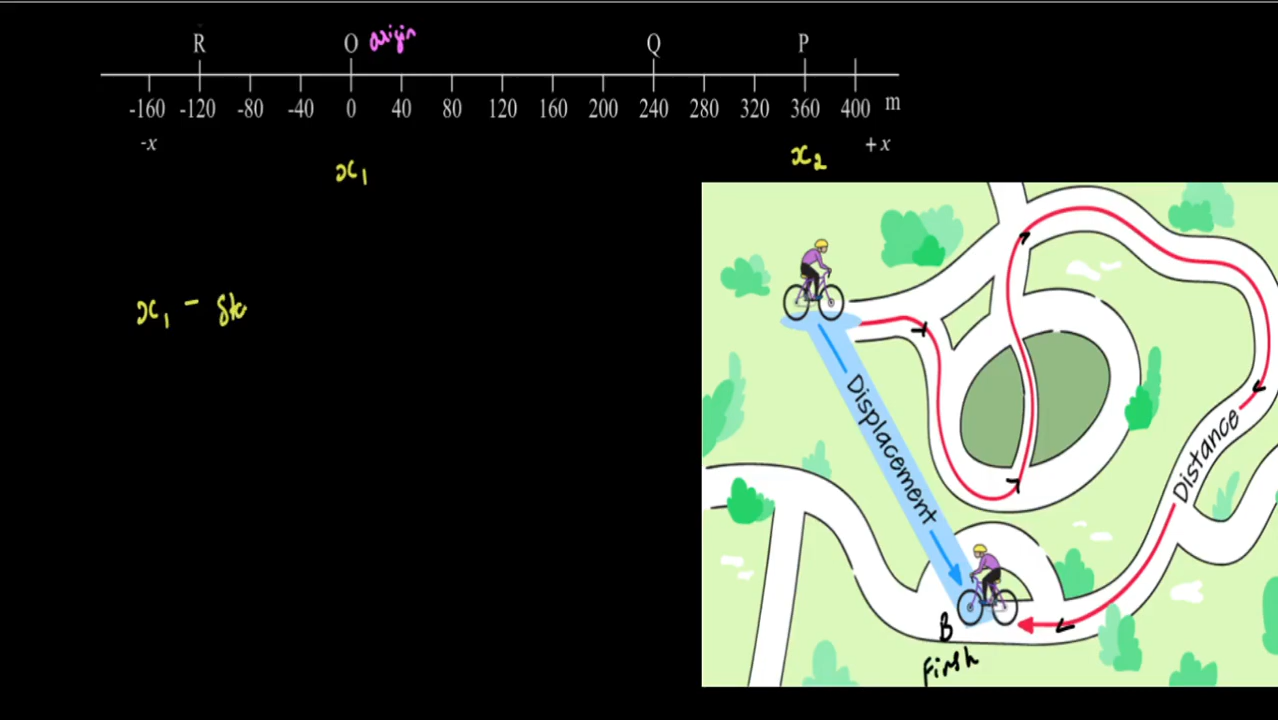 R O origin Q P
-160 -120 -80 -40 0 40 80 120 160 200 240 280 320 360 400 m
-x +x
x₁ x₂
x₁ - sta
Displacement
Distance
B
Finsh